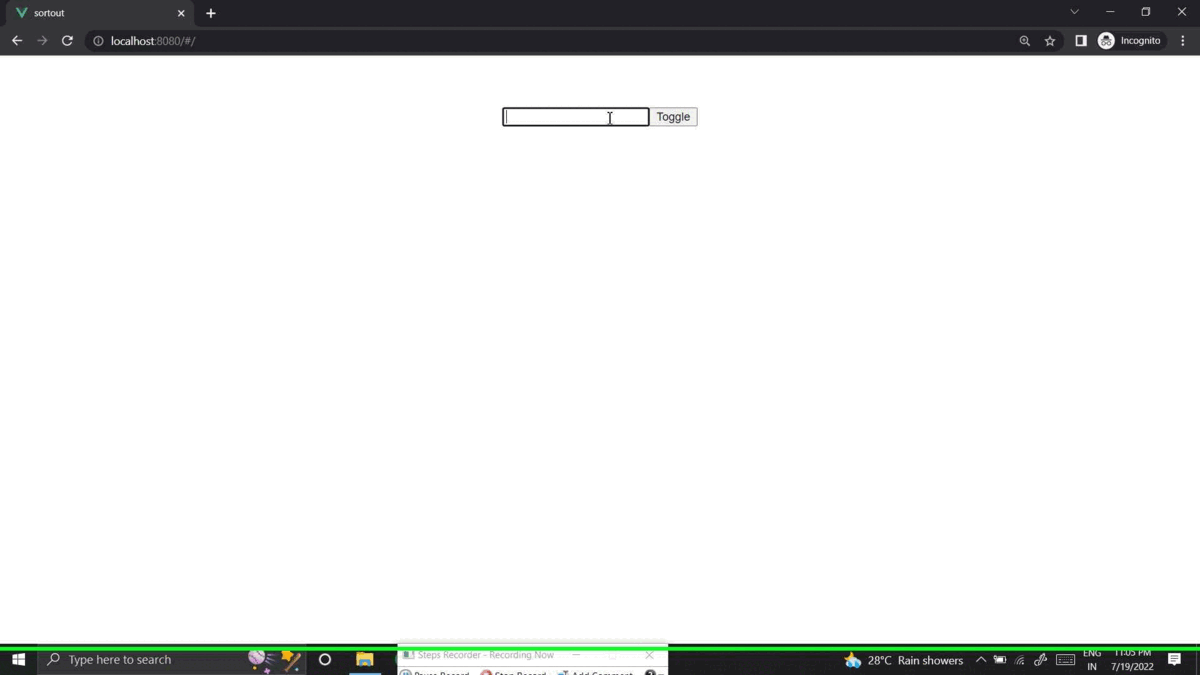 sortout
localhost:8080/#/
Incognito
Toggle
Steps Recorder - Recording Now
Pause Record Stop Record Add Comment
Type here to search
28°C Rain showers
ENG
IN
11:05 PM
7/19/2022